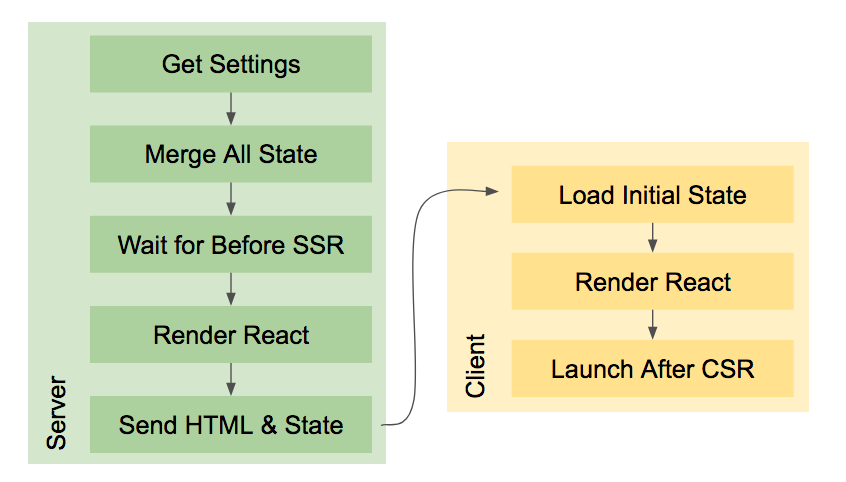 Get Settings
Merge All State
Wait for Before SSR
Render React
Send HTML & State
Server
Load Initial State
Render React
Launch After CSR
Client